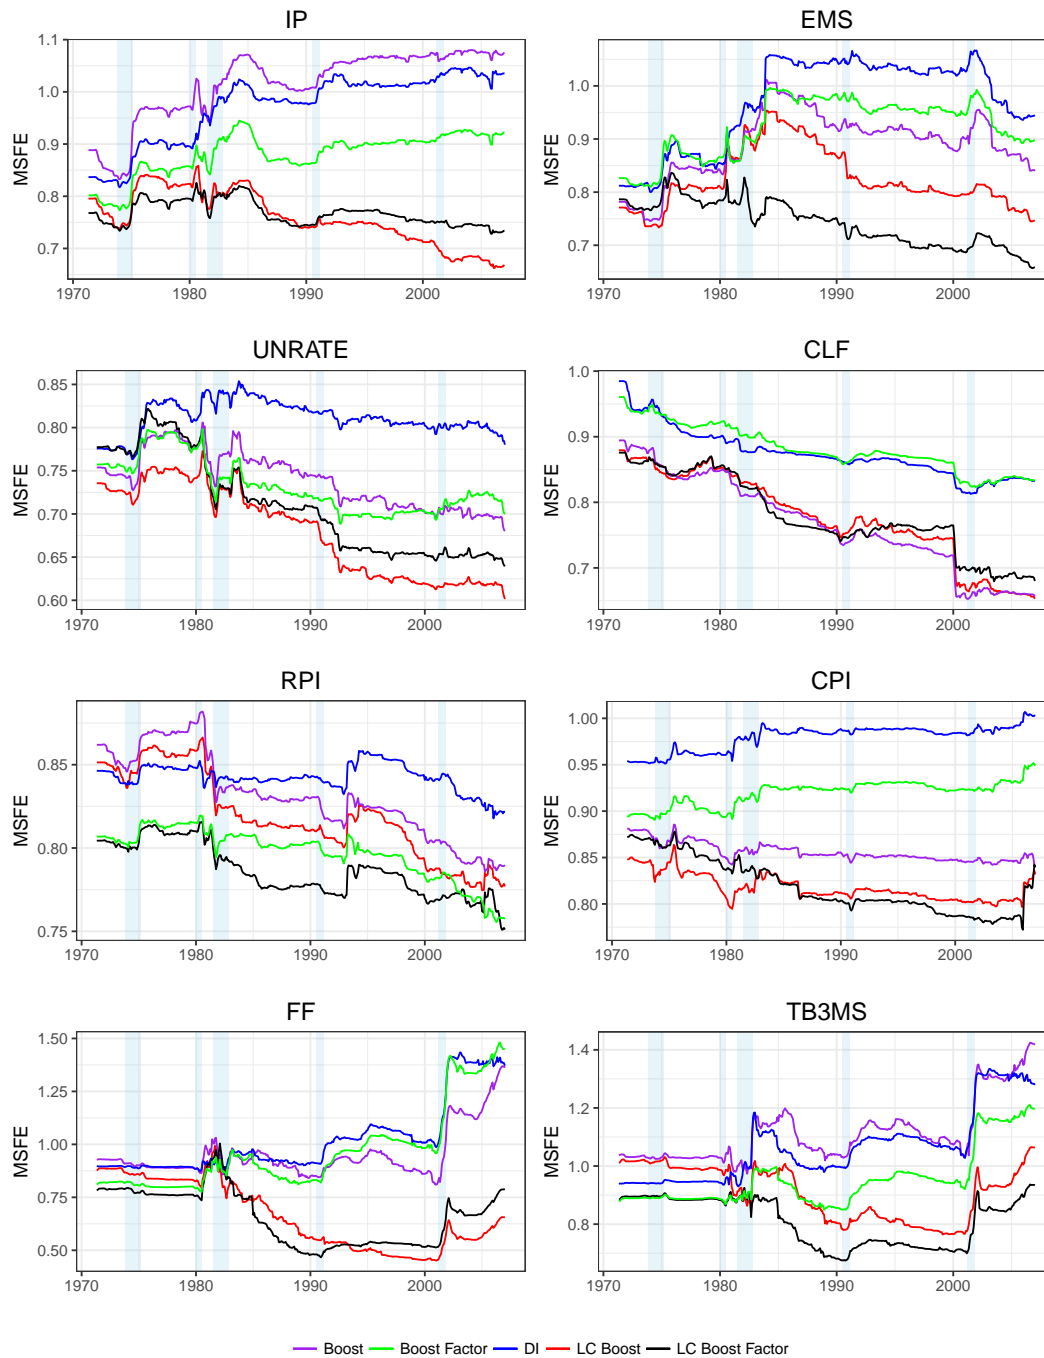 IP
MSFE
1.1
1.0
0.9
0.8
0.7
1970 1980 1990 2000
EMS
MSFE
1.0
0.9
0.8
0.7
1970 1980 1990 2000
UNRATE
MSFE
0.85
0.80
0.75
0.70
0.65
0.60
1970 1980 1990 2000
CLF
MSFE
1.0
0.9
0.8
0.7
1970 1980 1990 2000
RPI
MSFE
0.85
0.80
0.75
1970 1980 1990 2000
CPI
MSFE
1.00
0.95
0.90
0.85
0.80
1970 1980 1990 2000
FF
MSFE
1.50
1.25
1.00
0.75
0.50
1970 1980 1990 2000
TB3MS
MSFE
1.4
1.2
1.0
0.8
1970 1980 1990 2000
Boost Boost Factor DI LC Boost LC Boost Factor